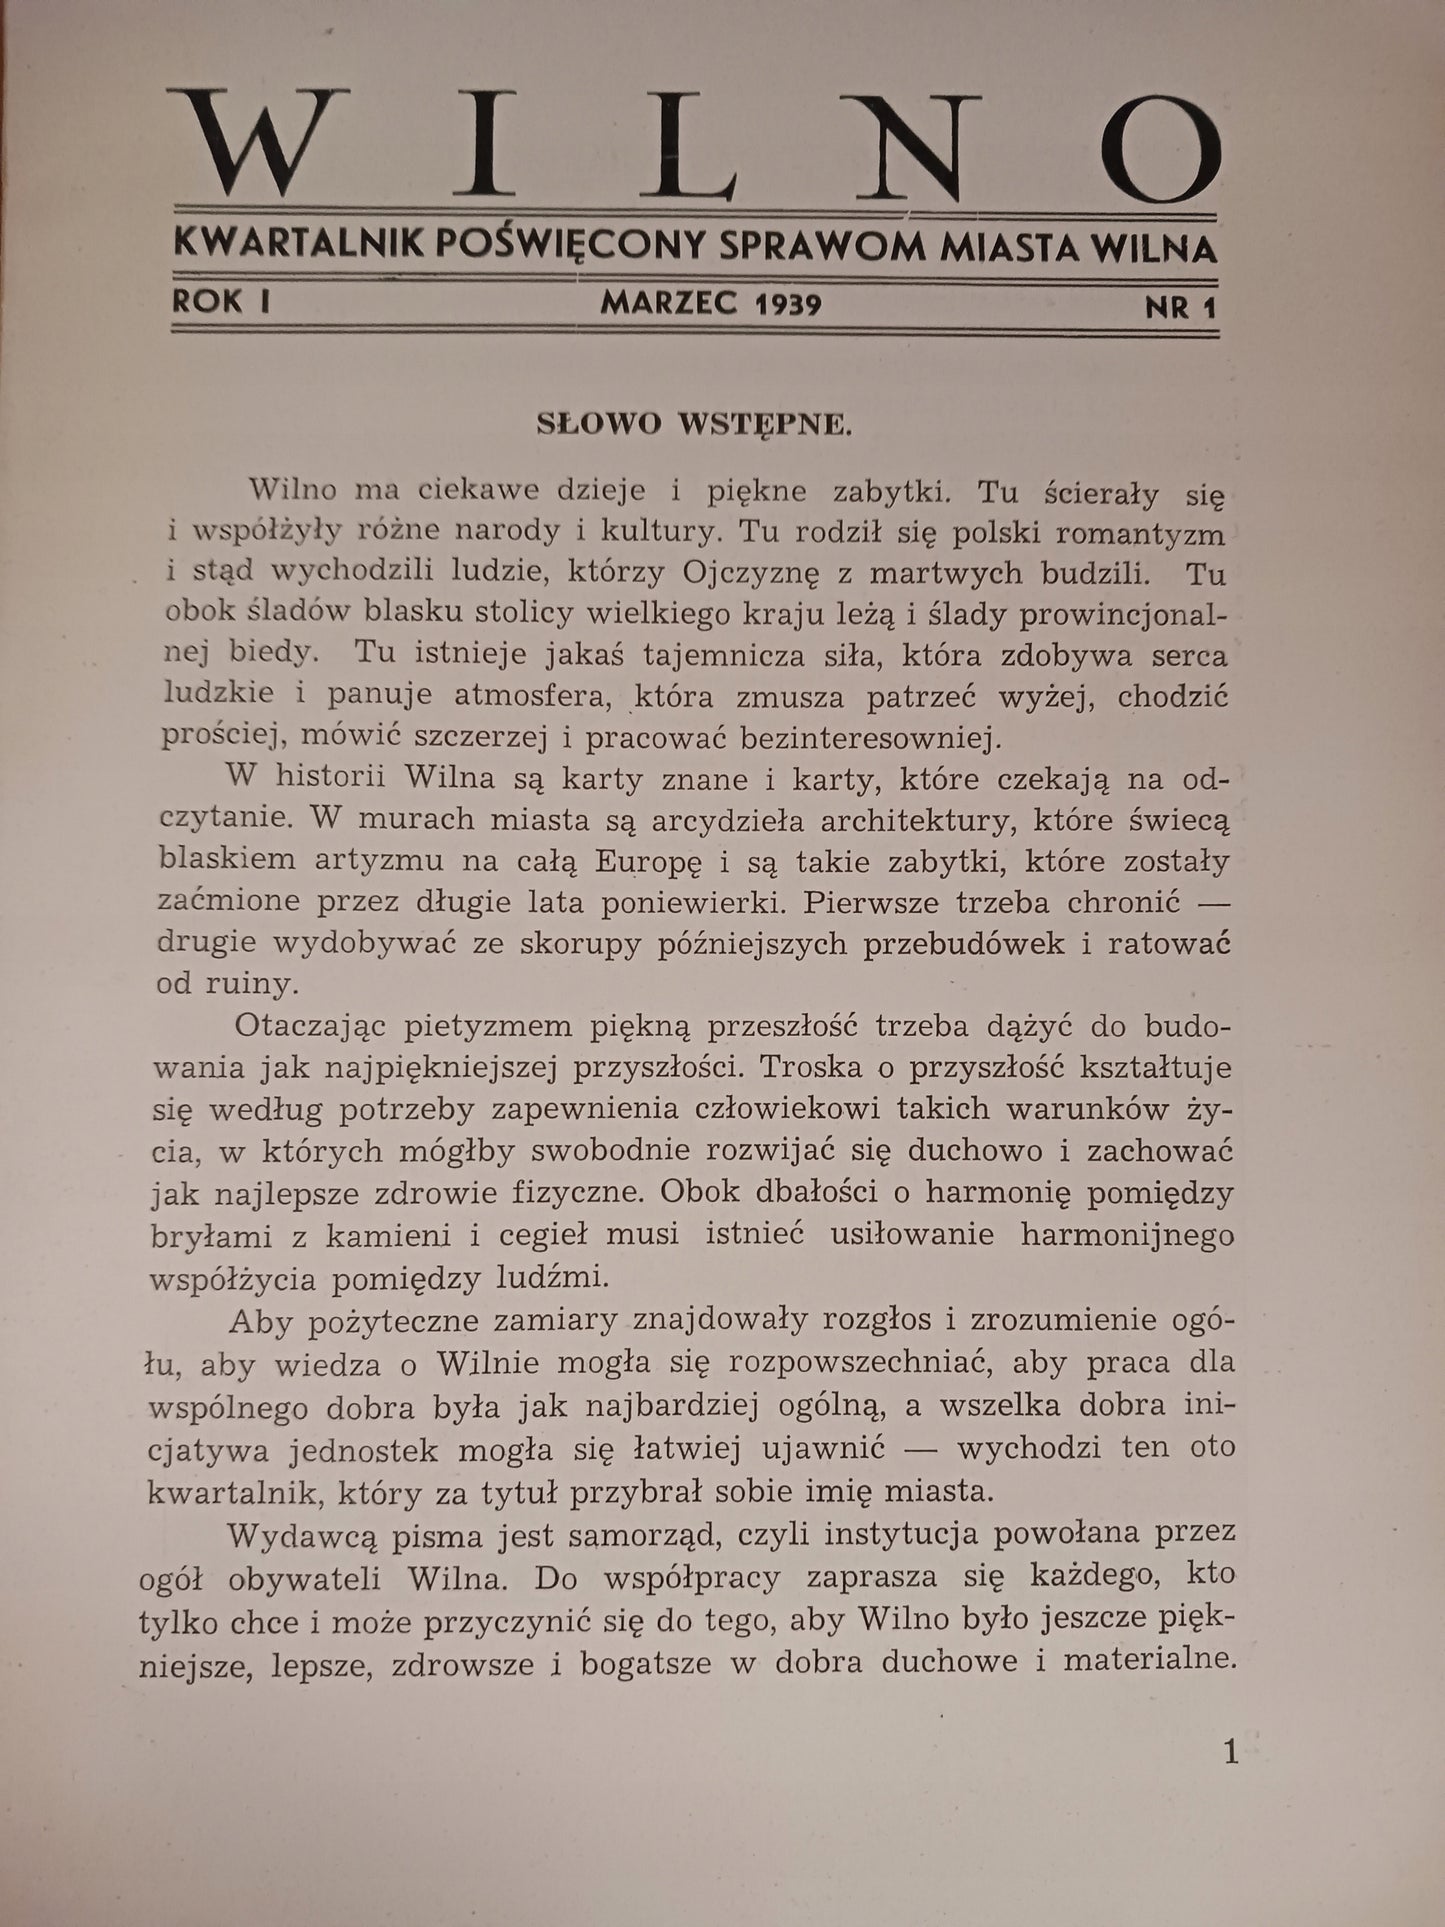 WILNO
KWARTALNIK POŚWIĘCONY SPRAWOM MIASTA WILNA
ROK I MARZEC 1939 NR 1
SŁOWO WSTĘPNE.
Wilno ma ciekawe dzieje i piękne zabytki. Tu ścierały się
i współżyły różne narody i kultury. Tu rodził się polski romantyzm
i stąd wychodzili ludzie, którzy Ojczyznę z martwych budzili. Tu
obok śladów blasku stolicy wielkiego kraju leżą i ślady prowincjonal-
nej biedy. Tu istnieje jakaś tajemnicza siła, która zdobywa serca
ludzkie i panuje atmosfera, która zmusza patrzeć wyżej, chodzić
prościej, mówić szczerzej i pracować bezinteresowniej.
W historii Wilna są karty znane i karty, które czekają na od-
czytanie. W murach miasta są arcydzieła architektury, które świecą
blaskiem artyzmu na całą Europę i są takie zabytki, które zostały
zaćmione przez długie lata poniewierki. Pierwsze trzeba chronić —
drugie wydobywać ze skorupy późniejszych przebudówek i ratować
od ruiny.
Otaczając pietyzmem piękną przeszłość trzeba dążyć do budo-
wania jak najpiękniejszej przyszłości. Troska o przyszłość kształtuje
się według potrzeby zapewnienia człowiekowi takich warunków ży-
cia, w których mógłby swobodnie rozwijać się duchowo i zachować
jak najlepsze zdrowie fizyczne. Obok dbałości o harmonię pomiędzy
bryłami z kamieni i cegieł musi istnieć usiłowanie harmonijnego
współżycia pomiędzy ludźmi.
Aby pożyteczne zamiary znajdowały rozgłos i zrozumienie ogó-
łu, aby wiedza o Wilnie mogła się rozpowszechniać, aby praca dla
wspólnego dobra była jak najbardziej ogólną, a wszelka dobra ini-
cjatywa jednostek mogła się łatwiej ujawnić — wychodzi ten oto
kwartalnik, który za tytuł przybrał sobie imię miasta.
Wydawcą pisma jest samorząd, czyli instytucja powołana przez
ogół obywateli Wilna. Do współpracy zaprasza się każdego, kto
tylko chce i może przyczynić się do tego, aby Wilno było jeszcze pięk-
niejsze, lepsze, zdrowsze i bogatsze w dobra duchowe i materialne.
1